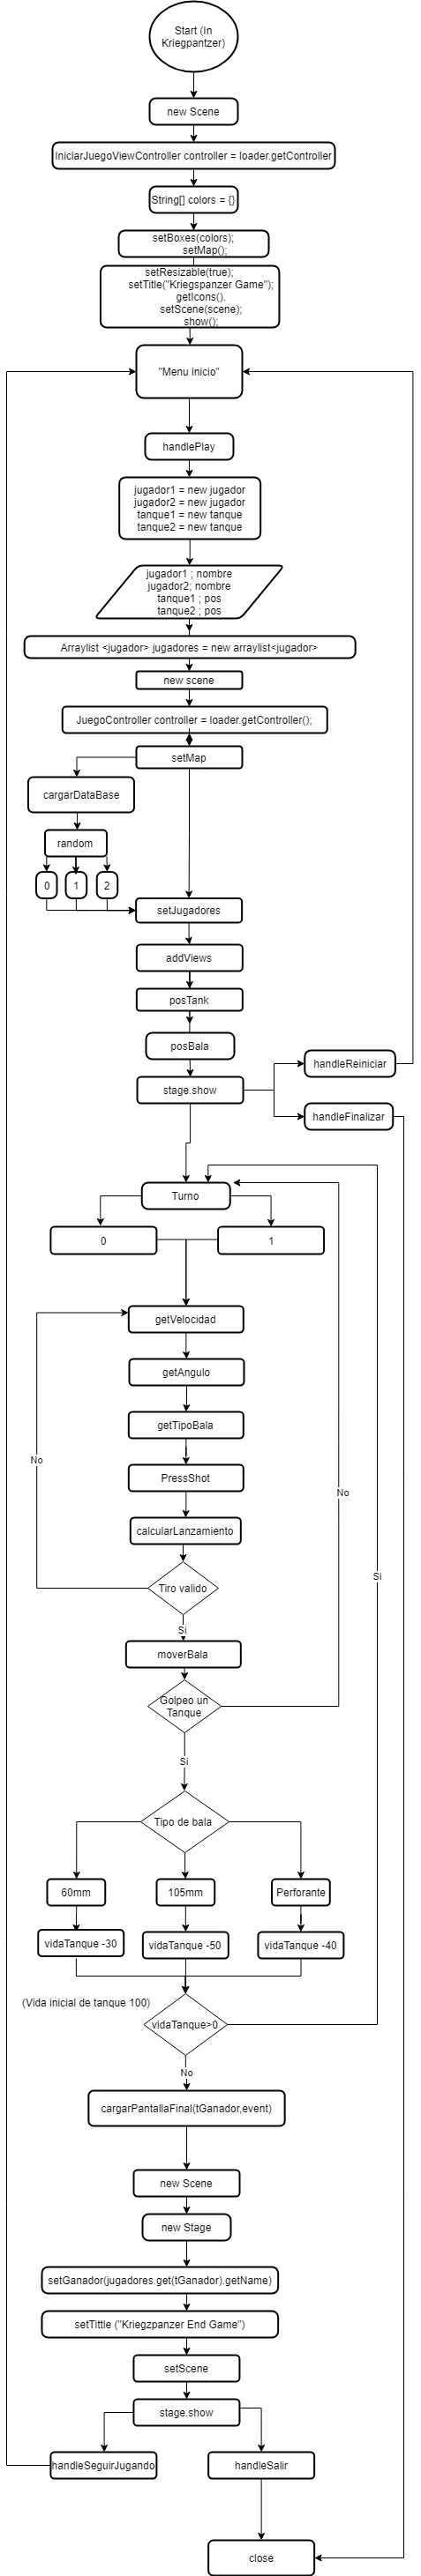 Start (In
Kriegpantzer)
new Scene
IniciarJuegoViewController controller = loader.getController
String[] colors = {}
setBoxes(colors);
setMap();
setResizable(true);
setTitle("Kriegspanzer Game");
getIcons().
setScene(scene);
show();
"Menu inicio"
handlePlay
jugador1 = new jugador
jugador2 = new jugador
tanque1 = new tanque
tanque2 = new tanque
jugador1 ; nombre
jugador2; nombre
tanque1 ; pos
tanque2 ; pos
Arraylist <jugador> jugadores = new arraylist<jugador>
new scene
JuegoController controller = loader.getController();
setMap
cargarDataBase
random
0
1
2
setJugadores
addViews
posTank
posBala
stage.show
handleReiniciar
handleFinalizar
Turno
0
1
getVelocidad
getAngulo
getTipoBala
No
PressShot
No
calcularLanzamiento
Si
Tiro valido
Si
moverBala
Golpeo un
Tanque
Si
Tipo de bala
60mm
105mm
Perforante
vidaTanque -30
vidaTanque -50
vidaTanque -40
(Vida inicial de tanque 100)
vidaTanque>0
No
cargarPantallaFinal(tGanador,event)
new Scene
new Stage
setGanador(jugadores.get(tGanador).getName)
setTittle ("Kriegzpanzer End Game")
setScene
stage.show
handleSeguirJugando
handleSalir
close